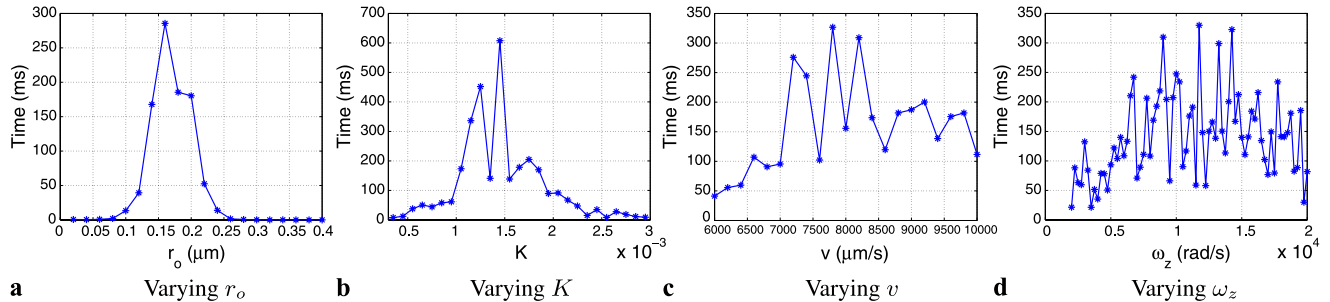 300
250
200
150
100
50
0
0 0.05 0.1 0.15 0.2 0.25 0.3 0.35 0.4
Time (ms)
r_o (μm)
a Varying r_o
700
600
500
400
300
200
100
0
0.5 1 1.5 2 2.5 3
x 10^-3
Time (ms)
K
b Varying K
350
300
250
200
150
100
50
0
6000 6500 7000 7500 8000 8500 9000 9500 10000
Time (ms)
v (μm/s)
c Varying v
350
300
250
200
150
100
50
0
0 0.5 1 1.5 2
x 10^4
Time (ms)
ω_z (rad/s)
d Varying ω_z